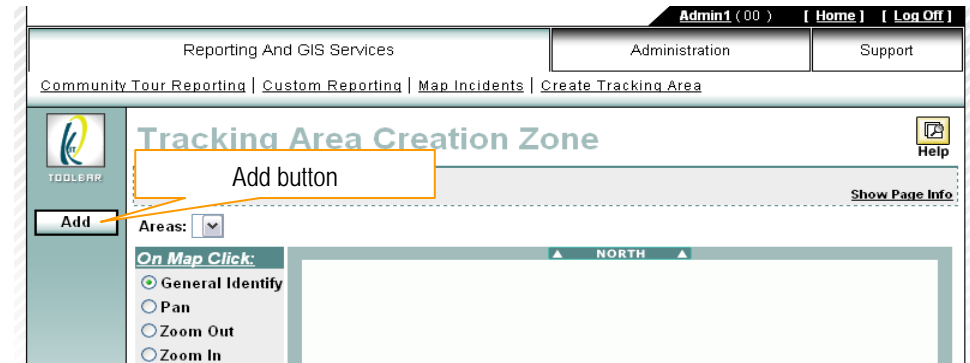 Admin1 ( 00 ) [ Home ] [ Log Off ]
Reporting And GIS Services Administration Support
Community Tour Reporting | Custom Reporting | Map Incidents | Create Tracking Area
Tracking Area Creation Zone
Help
TOOLBAR
Add button
Show Page Info
Add
Areas:
On Map Click:
▲ NORTH ▲
General Identify
Pan
Zoom Out
Zoom In